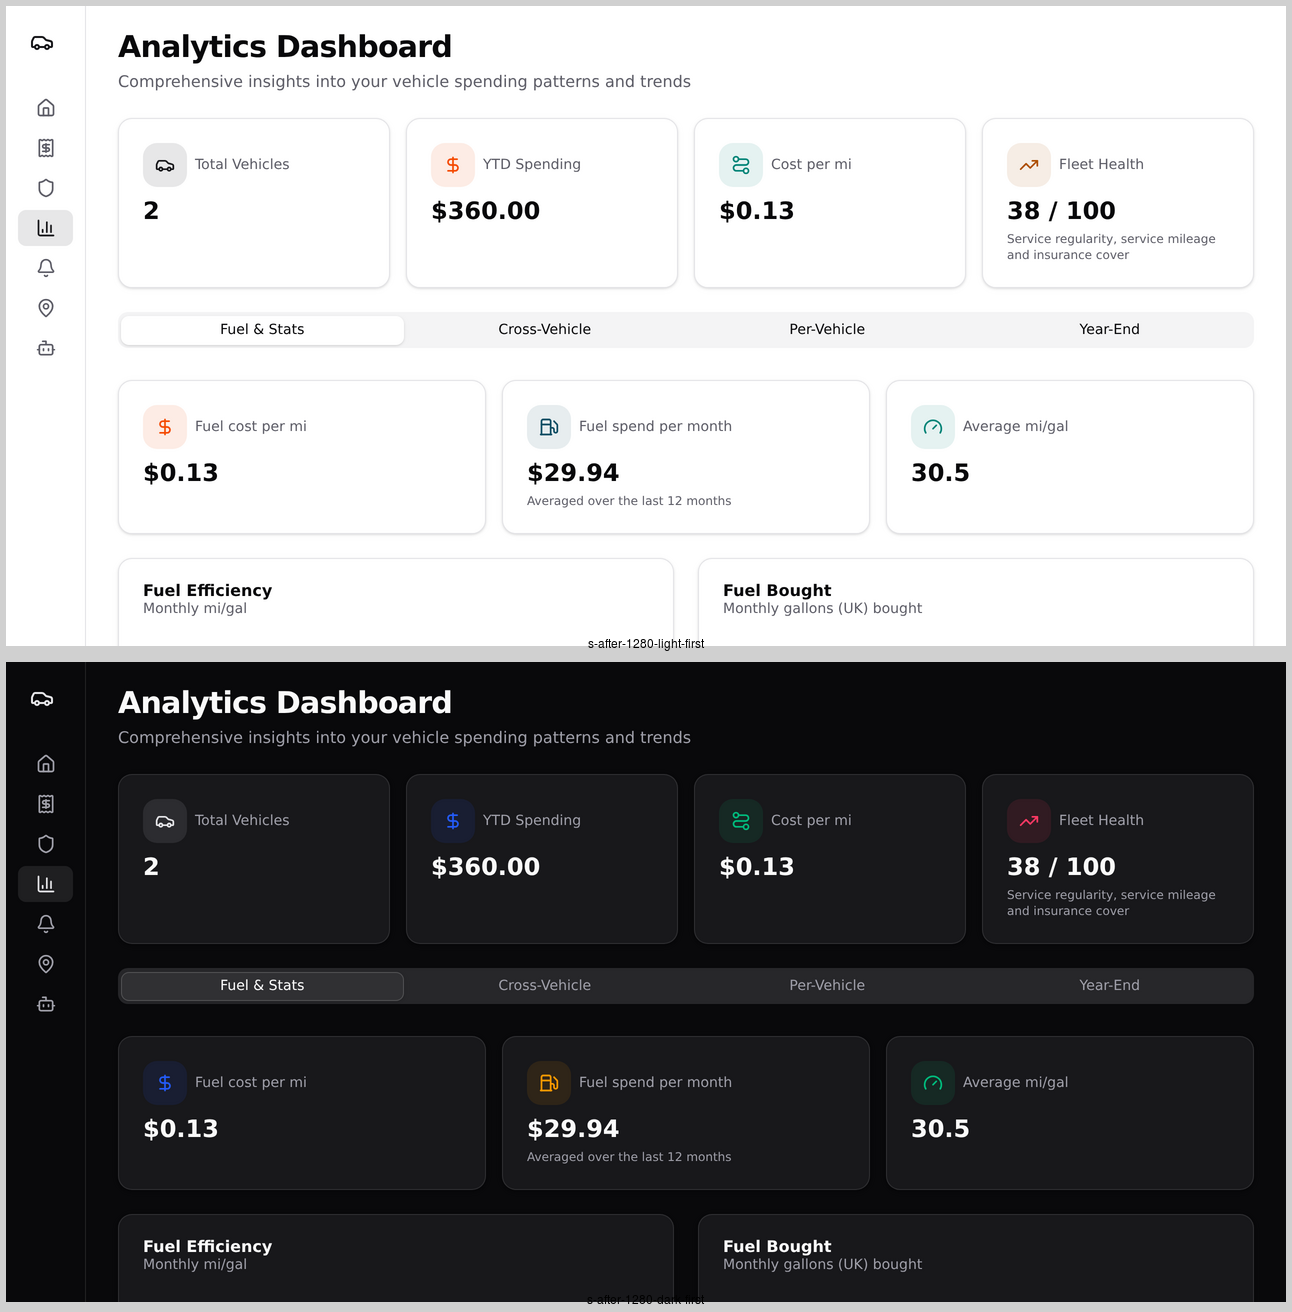 Analytics Dashboard
Comprehensive insights into your vehicle spending patterns and trends
Total Vehicles
2
YTD Spending
$360.00
Cost per mi
$0.13
Fleet Health
38 / 100
Service regularity, service mileage
and insurance cover
Fuel & Stats
Cross-Vehicle
Per-Vehicle
Year-End
Fuel cost per mi
$0.13
Fuel spend per month
$29.94
Averaged over the last 12 months
Average mi/gal
30.5
Fuel Efficiency
Monthly mi/gal
Fuel Bought
Monthly gallons (UK) bought
s-after-1280-light-first
Analytics Dashboard
Comprehensive insights into your vehicle spending patterns and trends
Total Vehicles
2
YTD Spending
$360.00
Cost per mi
$0.13
Fleet Health
38 / 100
Service regularity, service mileage
and insurance cover
Fuel & Stats
Cross-Vehicle
Per-Vehicle
Year-End
Fuel cost per mi
$0.13
Fuel spend per month
$29.94
Averaged over the last 12 months
Average mi/gal
30.5
Fuel Efficiency
Monthly mi/gal
Fuel Bought
Monthly gallons (UK) bought
s-after-1280-dark-first